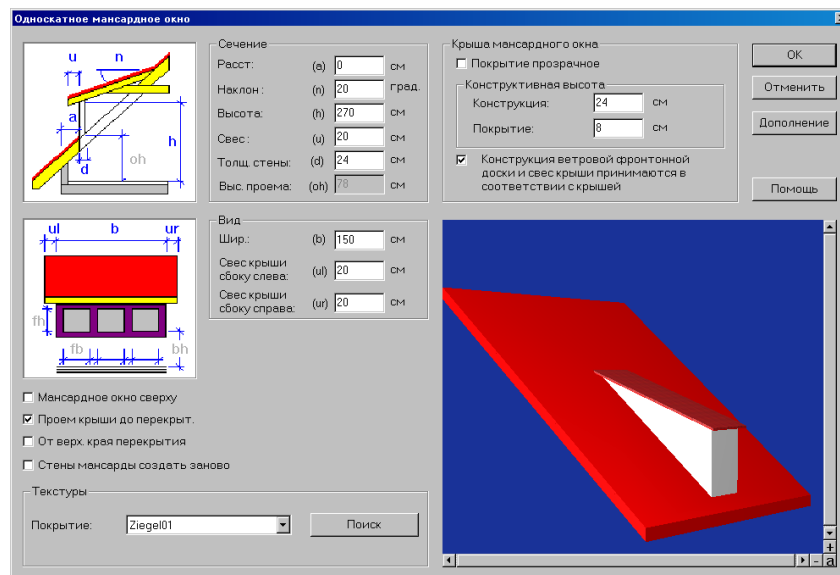 Односкатное мансардное окно
u
n
a
h
oh
d
Сечение
Расст: (a) 0 см
Наклон : (n) 20 град.
Высота: (h) 270 см
Свес : (u) 20 см
Толщ. стены: (d) 24 см
Выс. проема: (oh) 78 см
Крыша мансардного окна
Покрытие прозрачное
Конструктивная высота
Конструкция: 24 см
Покрытие: 8 см
Конструкция ветровой фронтонной
доски и свес крыши принимаются в
соответствии с крышей
OK
Отменить
Дополнение
Помощь
ul b ur
fh
fb
bh
Вид
Шир.: (b) 150 см
Свес крыши
сбоку слева: (ul) 20 см
Свес крыши
сбоку справа: (ur) 20 см
Мансардное окно сверху
Проем крыши до перекрыт.
От верх. края перекрытия
Стены мансарды создать заново
Текстуры
Покрытие: Ziegel01
Поиск
+
- a